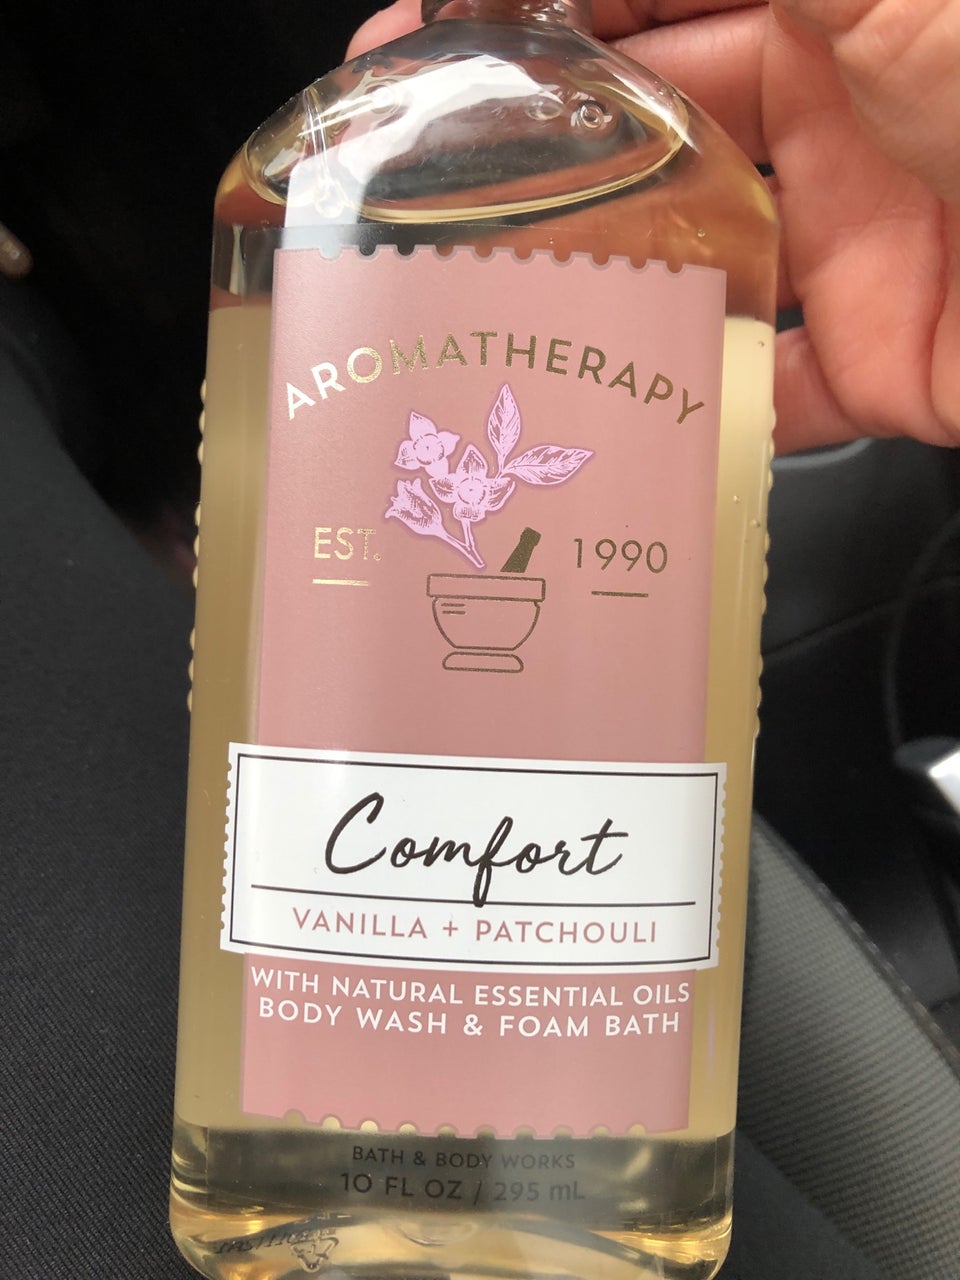 AROMATHERAPY
EST. 1990
Comfort
VANILLA + PATCHOULI
WITH NATURAL ESSENTIAL OILS
BODY WASH & FOAM BATH
BATH & BODY WORKS
10 FL OZ / 295 mL